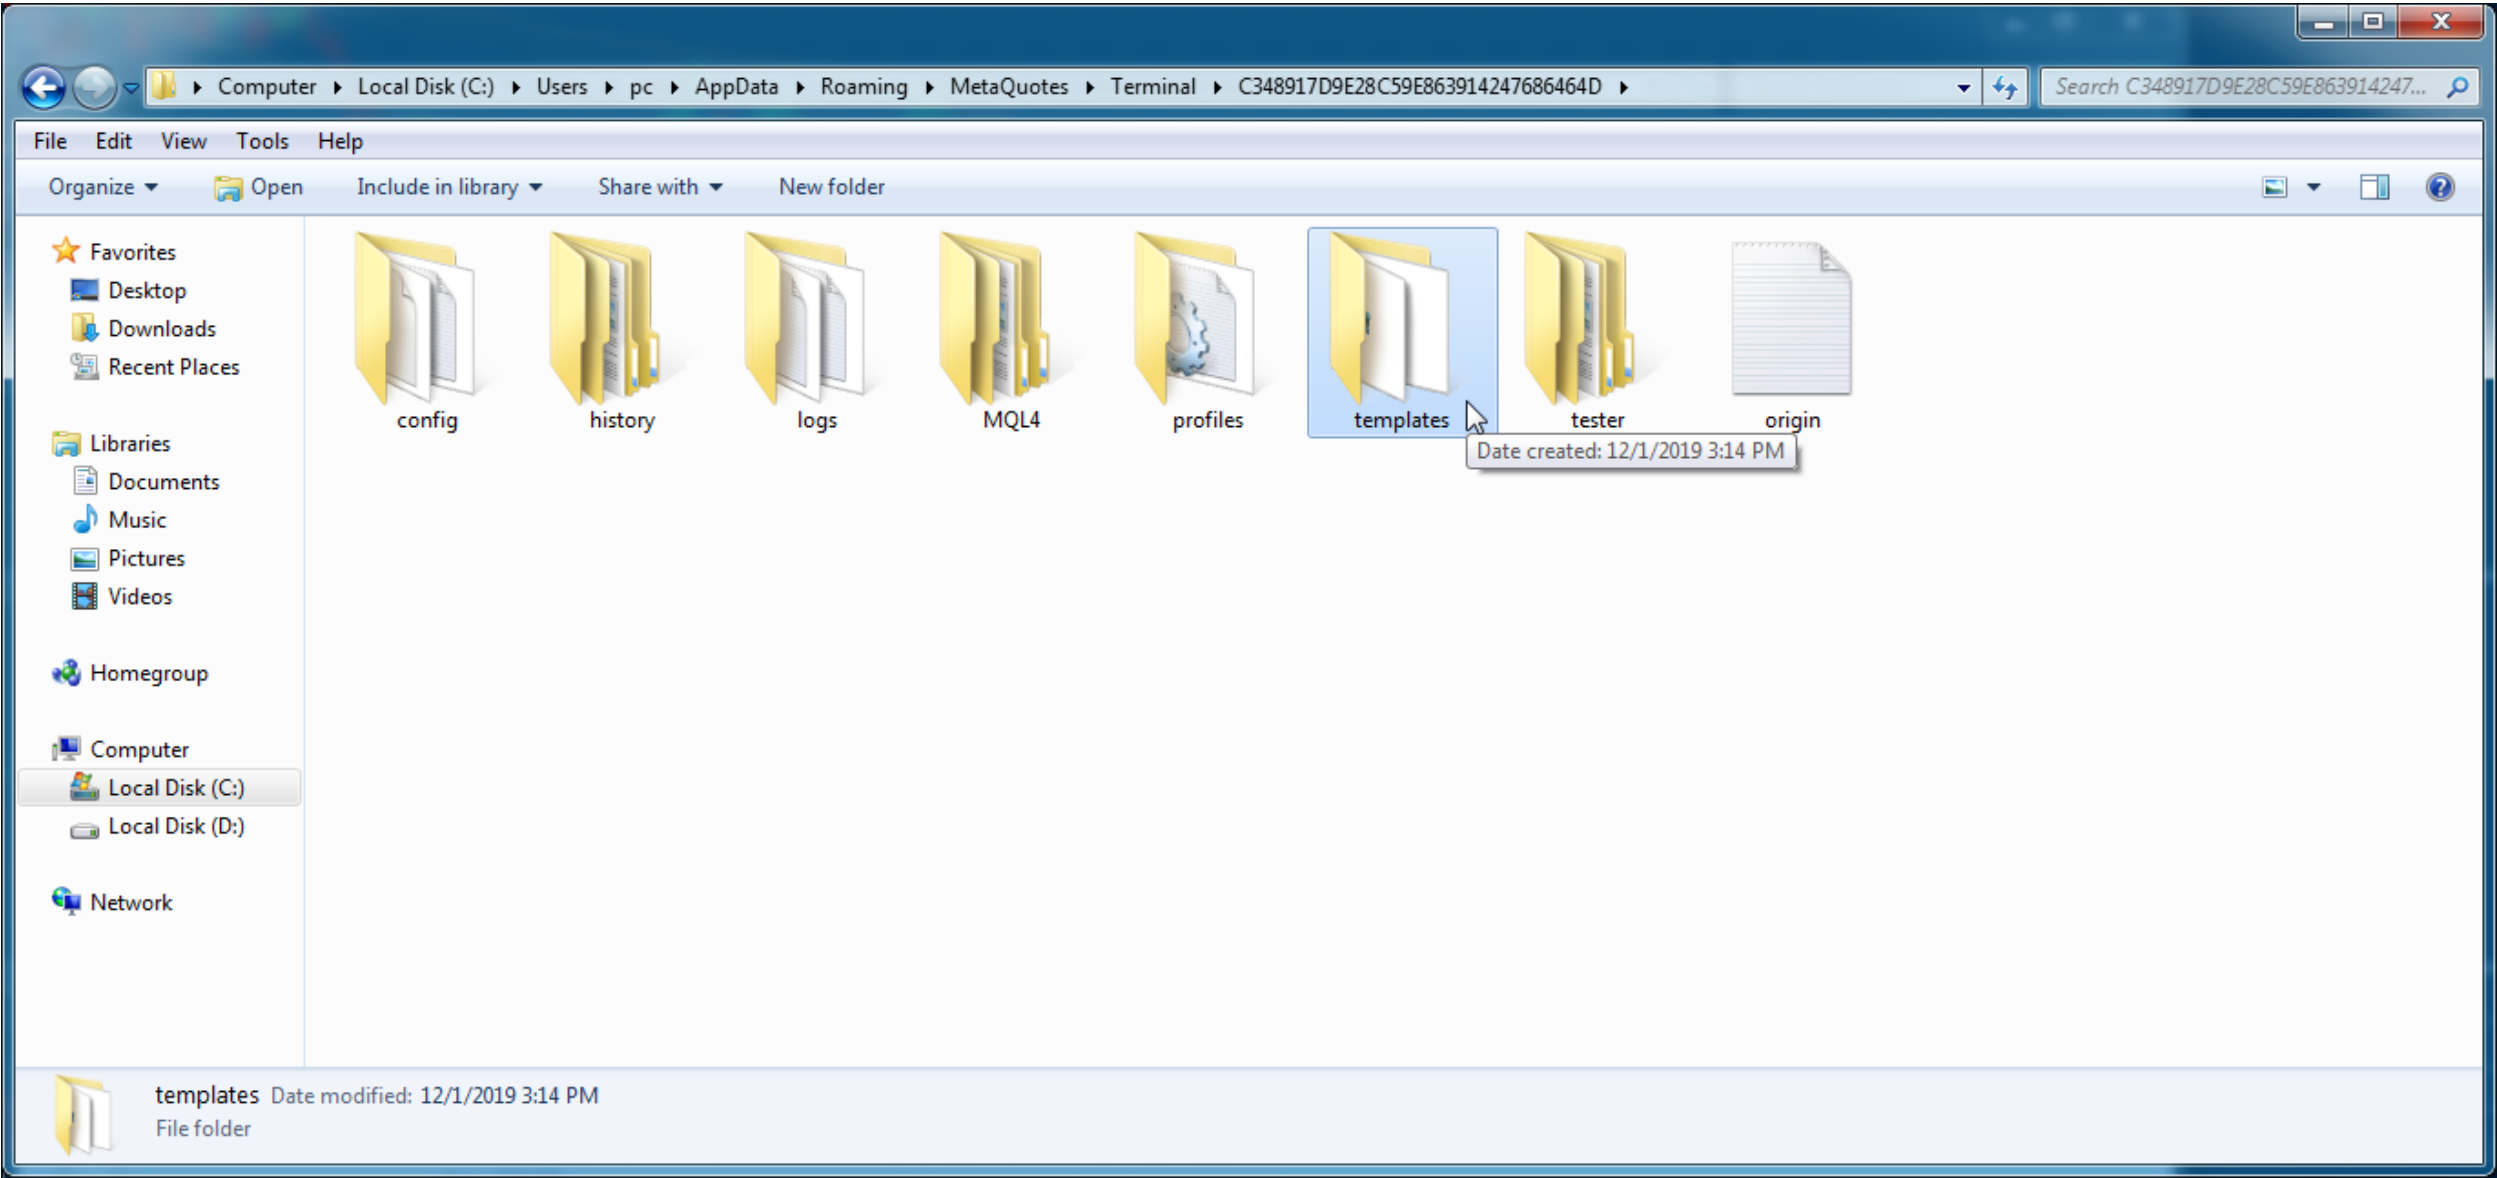 Computer Local Disk (C:) Users pc AppData Roaming MetaQuotes Terminal C348917D9E28C59E863914247686464D
Search C348917D9E28C59E863914247...
File Edit View Tools Help
Organize Open Include in library Share with New folder
Favorites
Desktop
Downloads
Recent Places
Libraries
Documents
Music
Pictures
Videos
Homegroup
Computer
Local Disk (C:)
Local Disk (D:)
Network
config history logs MQL4 profiles templates tester origin
Date created: 12/1/2019 3:14 PM
templates Date modified: 12/1/2019 3:14 PM
File folder